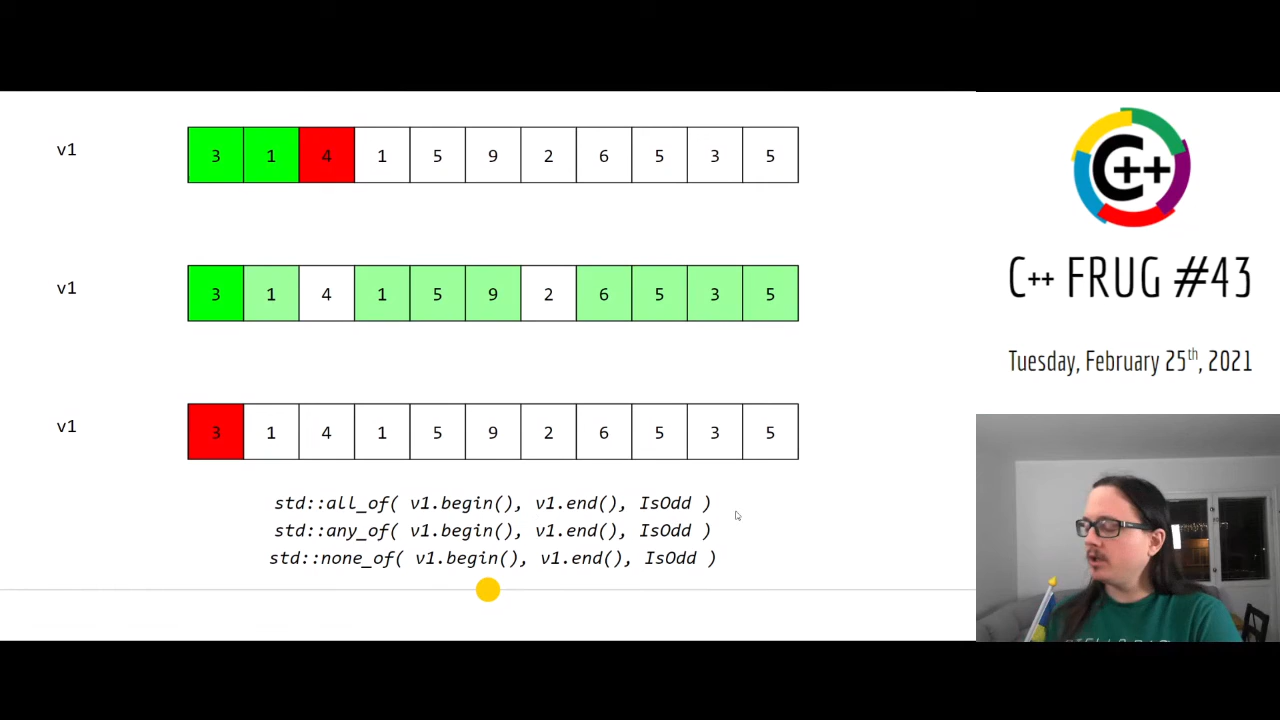 v1 3 1 4 1 5 9 2 6 5 3 5
v1 3 1 4 1 5 9 2 6 5 3 5
v1 3 1 4 1 5 9 2 6 5 3 5
std::all_of( v1.begin(), v1.end(), IsOdd )
std::any_of( v1.begin(), v1.end(), IsOdd )
std::none_of( v1.begin(), v1.end(), IsOdd )
C++
C++ FRUG #43
Tuesday, February 25th, 2021